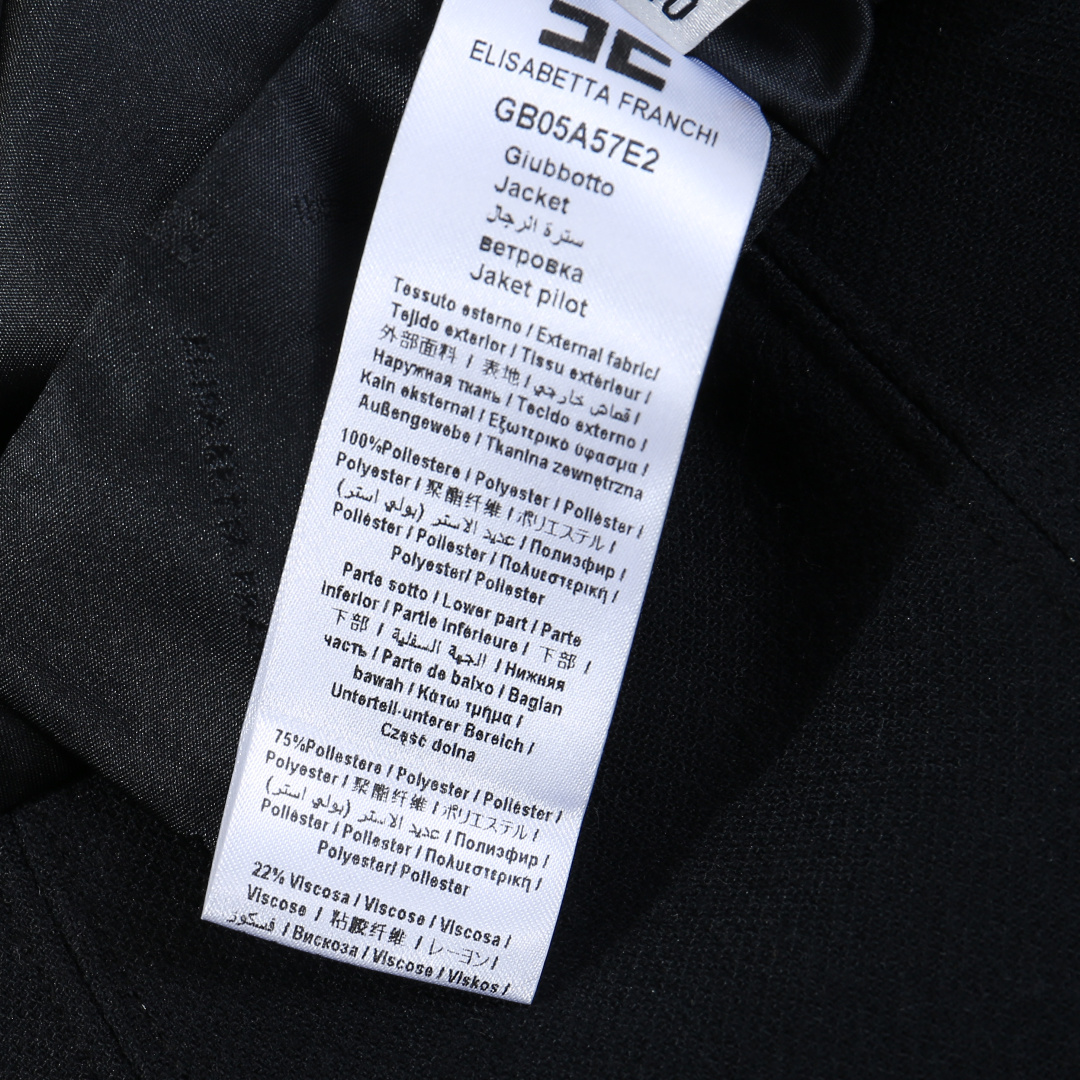 ELISABETTA FRANCHI
GB05A57E2
Giubbotto
Jacket
سترة الرجال
ветровка
Jaket pilot
Tessuto esterno / External fabric/
Tejido exterior / Tissu extérieur /
外部面料 / 表地 / قماش خارجي /
Наружная ткань / Tecido externo /
Kain eksternal / Εξωτερικό ύφασμα /
Außengewebe / Tkanina zewnętrzna
100%Poliestere / Polyester / Poliéster /
Polyester / 聚酯纤维 / ポリエステル /
عديد الاستر (بولي استر) / Полиэфир /
Poliéster / Poliester / Πολυεστερική /
Polyester/ Poliester
Parte sotto / Lower part / Parte
inferior / Partie inférieure / 下部 /
下部 / الجهة السفلية / Нижняя
часть / Parte de baixo / Bagian
bawah / Κάτω τμήμα /
Unterteil-unterer Bereich /
Część dolna
75%Poliestere / Polyester / Poliéster /
Polyester / 聚酯纤维 / ポリエステル /
عديد الاستر (بولي استر) / Полиэфир /
Poliéster / Poliester / Πολυεστερική /
Polyester/ Poliester
22% Viscosa / Viscose / Viscosa /
Viscose / 粘胶纤维 / レーヨン /
فسكوز / Вискоза / Viscose / Viskos /